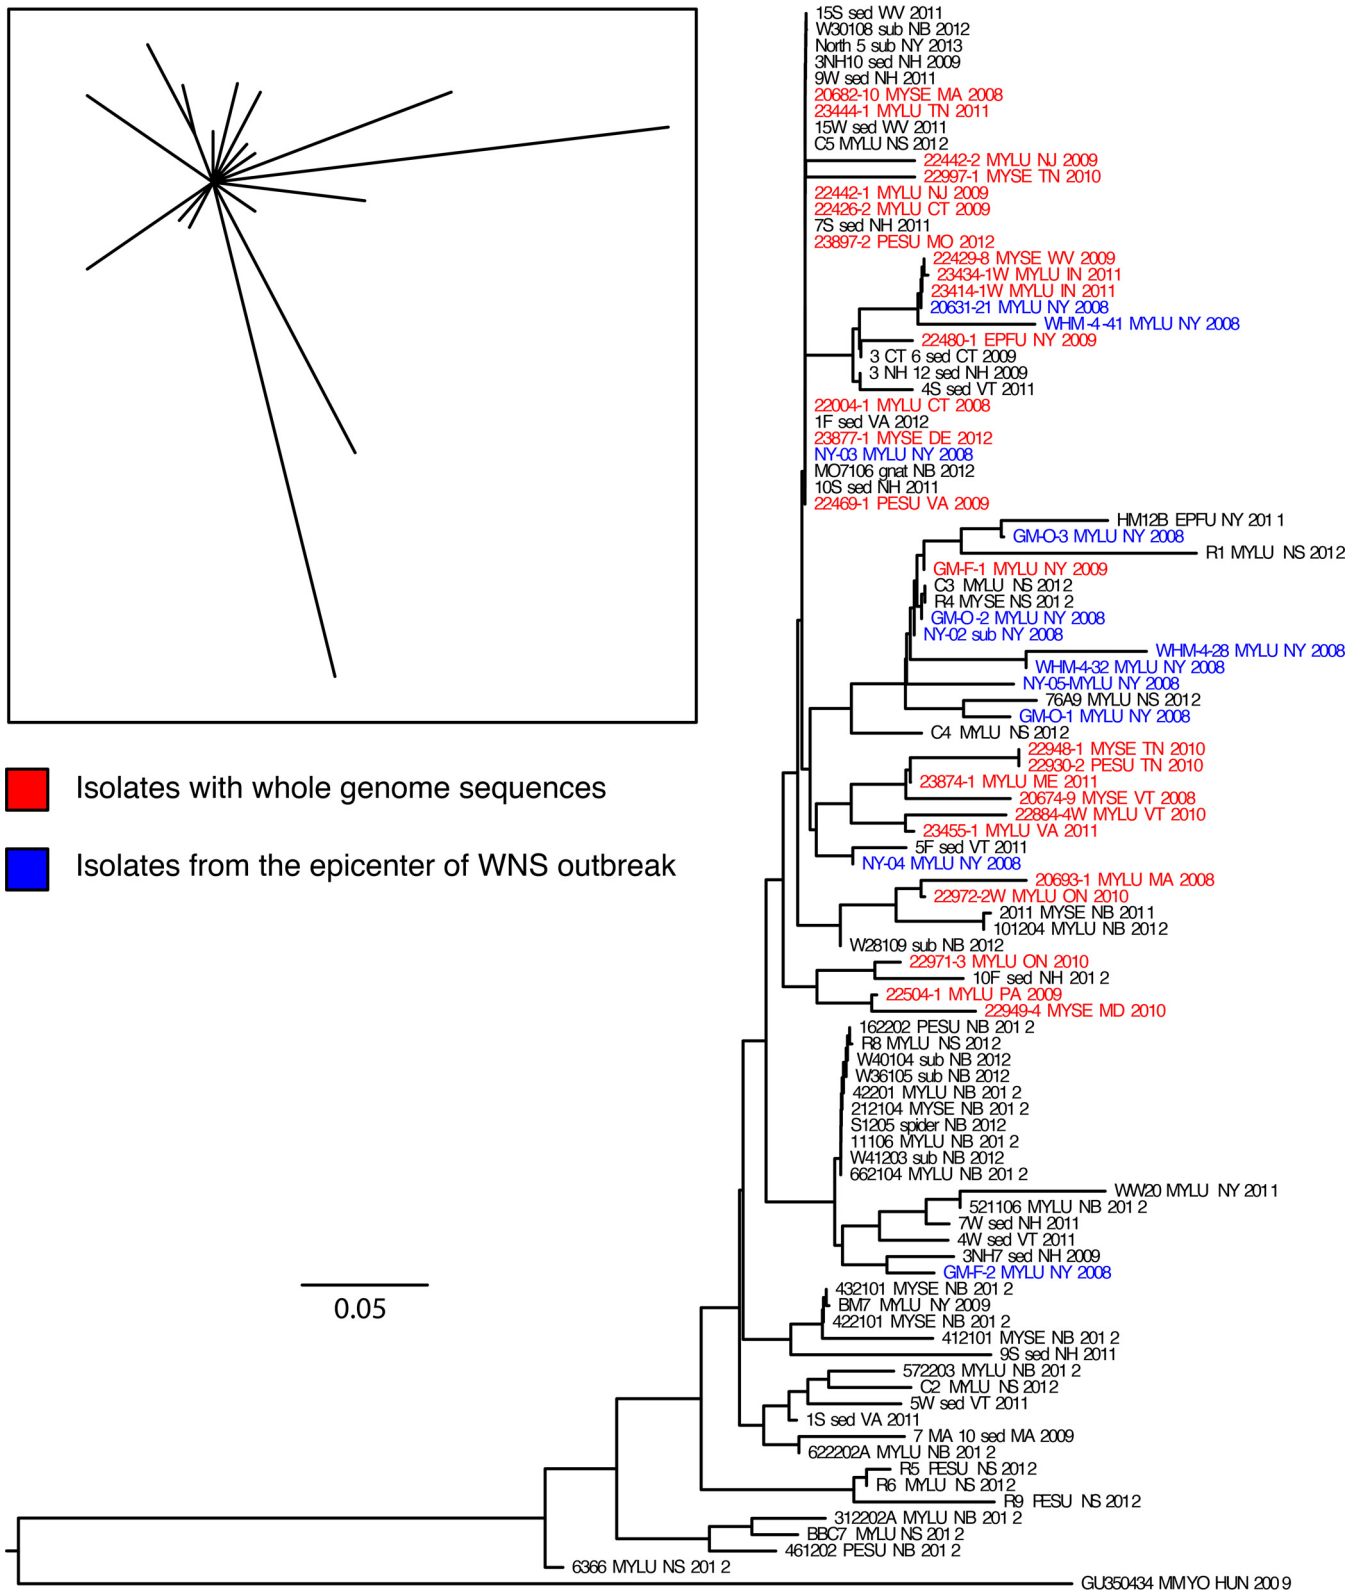 15S sed WV 2011
W30108 sub NB 2012
North 5 sub NY 2013
3NH10 sed NH 2009
9W sed NH 2011
20682-10 MYSE MA 2008
23444-1 MYLU TN 2011
15W sed WV 2011
C5 MYLU NS 2012
22442-2 MYLU NJ 2009
22997-1 MYSE TN 2010
22442-1 MYLU NJ 2009
22426-2 MYLU CT 2009
7S sed NH 2011
23897-2 PESU MO 2012
22429-8 MYSE WV 2009
23434-1W MYLU IN 2011
23414-1W MYLU IN 2011
20631-21 MYLU NY 2008
WHM-4-41 MYLU NY 2008
22480-1 EPFU NY 2009
3 CT 6 sed CT 2009
3 NH 12 sed NH 2009
4S sed VT 2011
22004-1 MYLU CT 2008
1F sed VA 2012
23877-1 MYSE DE 2012
NY-03 MYLU NY 2008
MO7106 gnat NB 2012
10S sed NH 2011
22469-1 PESU VA 2009
HM12B EPFU NY 2011
GM-O-3 MYLU NY 2008
R1 MYLU NS 2012
GM-F-1 MYLU NY 2009
C3 MYLU NS 2012
R4 MYSE NS 2012
GM-O-2 MYLU NY 2008
NY-02 sub NY 2008
WHM-4-28 MYLU NY 2008
WHM-4-32 MYLU NY 2008
NY-05-MYLU NY 2008
76A9 MYLU NS 2012
GM-O-1 MYLU NY 2008
C4 MYLU NS 2012
22948-1 MYSE TN 2010
22930-2 PESU TN 2010
23874-1 MYLU ME 2011
20674-9 MYSE VT 2008
22884-4W MYLU VT 2010
23455-1 MYLU VA 2011
5F sed VT 2011
NY-04 MYLU NY 2008
20693-1 MYLU MA 2008
22972-2W MYLU ON 2010
2011 MYSE NB 2011
101204 MYLU NB 2012
W28109 sub NB 2012
22971-3 MYLU ON 2010
10F sed NH 2012
22504-1 MYLU PA 2009
22949-4 MYSE MD 2010
162202 PESU NB 2012
R8 MYLU NS 2012
W40104 sub NB 2012
W36105 sub NB 2012
42201 MYLU NB 2012
212104 MYSE NB 2012
S1205 spider NB 2012
11106 MYLU NB 2012
W41203 sub NB 2012
662104 MYLU NB 2012
WW20 MYLU NY 2011
521106 MYLU NB 2012
7W sed NH 2011
4W sed VT 2011
3NH7 sed NH 2009
GM-F-2 MYLU NY 2008
432101 MYSE NB 2012
BM7 MYLU NY 2009
422101 MYSE NB 2012
412101 MYSE NB 2012
9S sed NH 2011
572203 MYLU NB 2012
C2 MYLU NS 2012
5W sed VT 2011
1S sed VA 2011
7 MA 10 sed MA 2009
622202A MYLU NB 2012
R5 PESU NS 2012
R6 MYLU NS 2012
R9 PESU NS 2012
312202A MYLU NB 2012
BBC7 MYLU NS 2012
461202 PESU NB 2012
6366 MYLU NS 2012
GU350434 MMYO HUN 2009
Isolates with whole genome sequences
Isolates from the epicenter of WNS outbreak
0.05